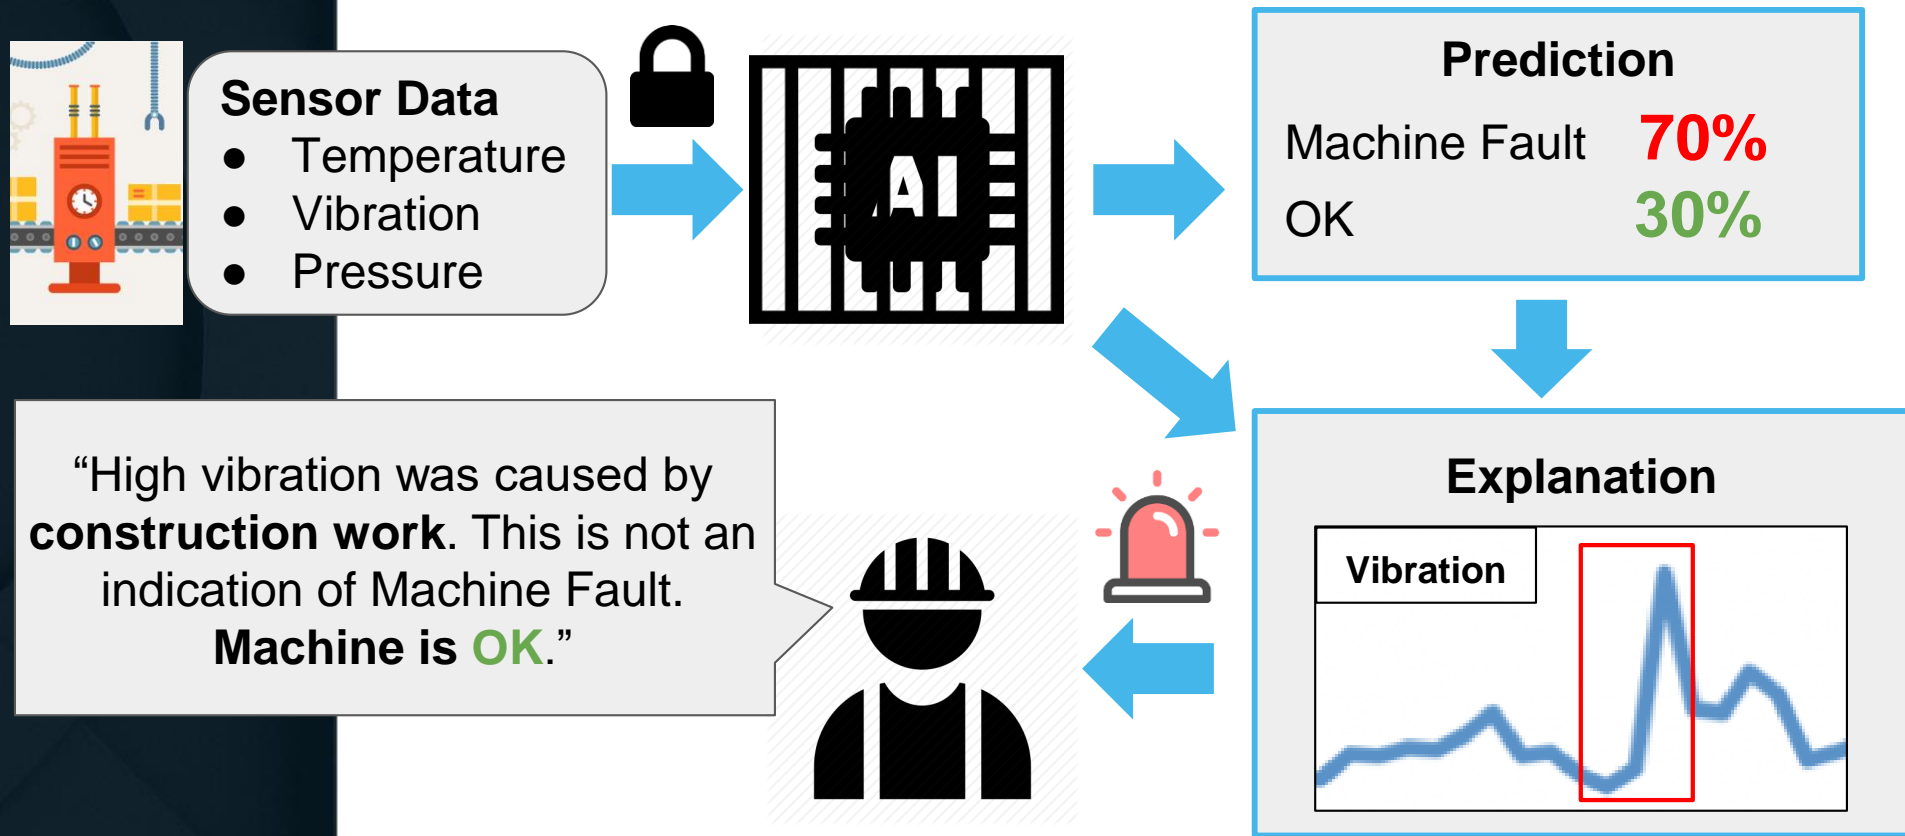 Sensor Data
● Temperature
● Vibration
● Pressure
AI
Prediction
Machine Fault 70%
OK 30%
“High vibration was caused by
construction work. This is not an
indication of Machine Fault.
Machine is OK.”
Explanation
Vibration